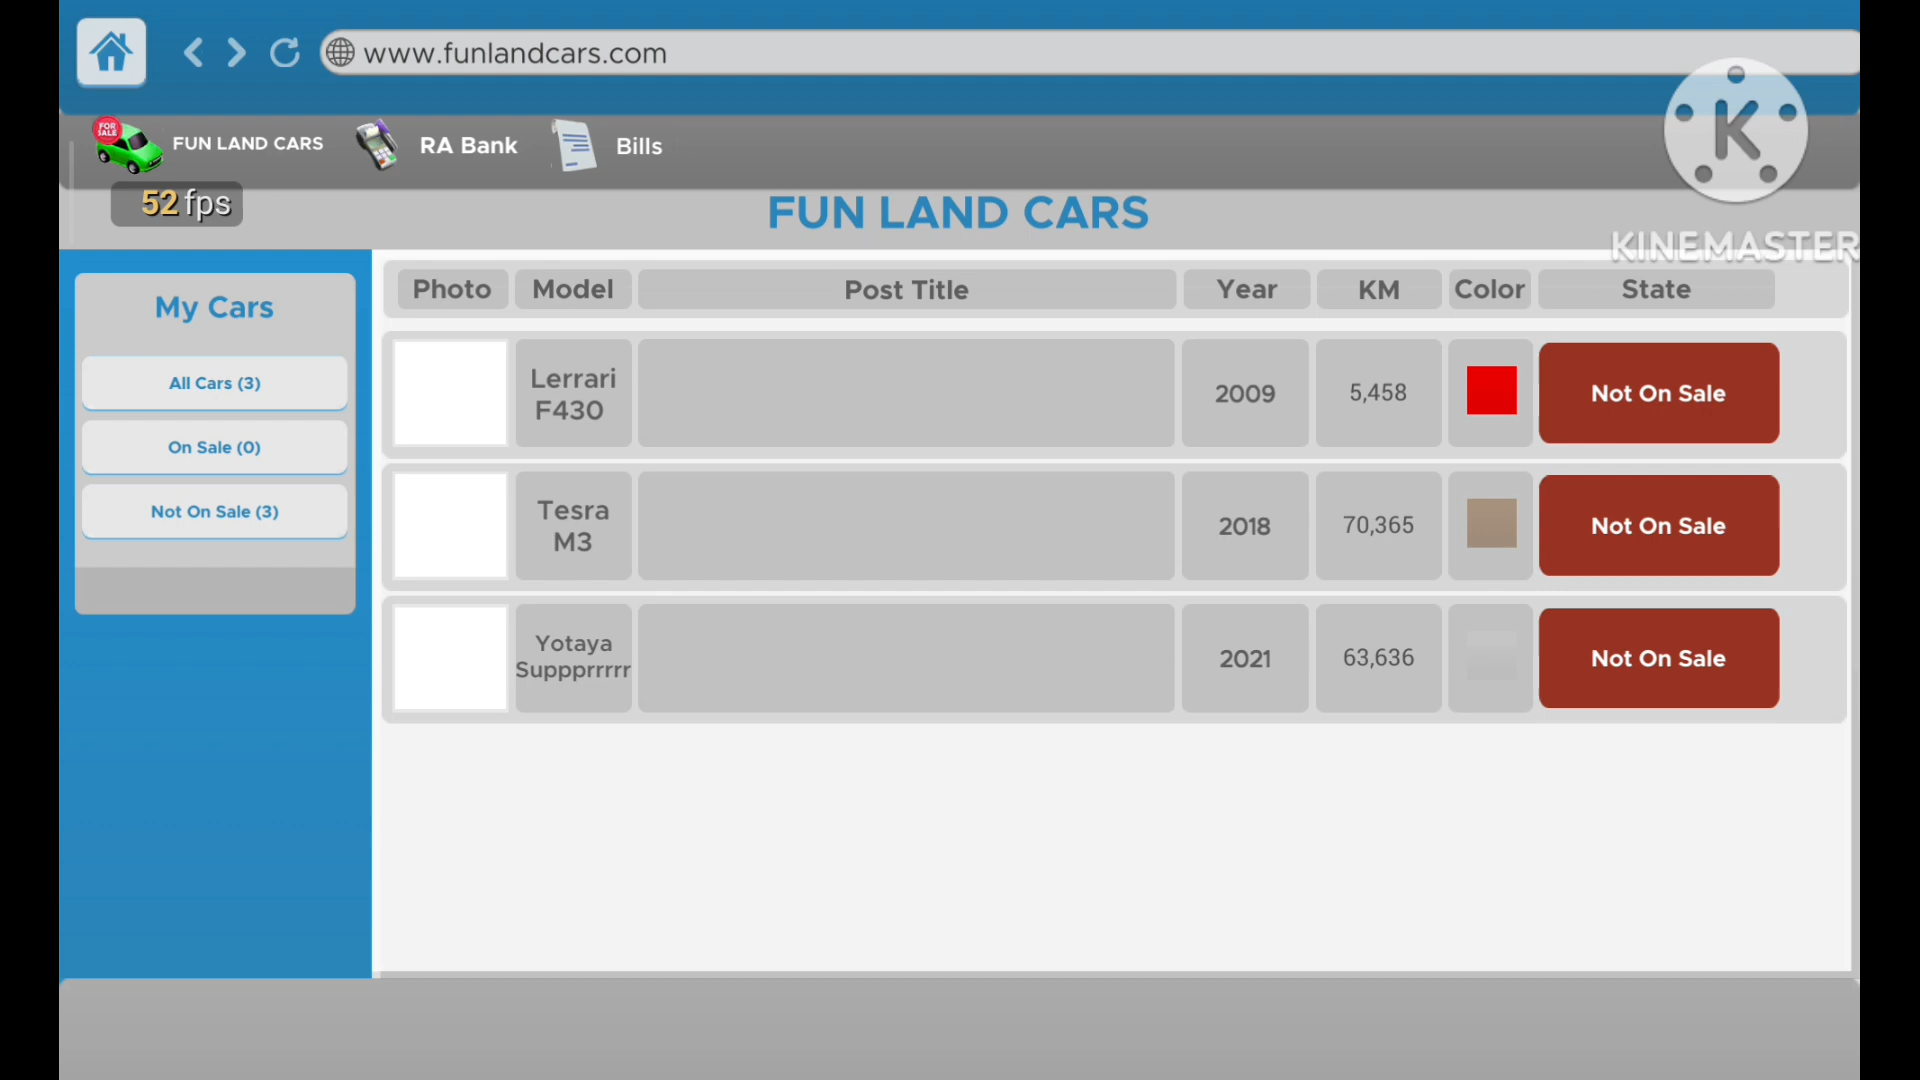 www.funlandcars.com
FOR SALE
FUN LAND CARS
RA Bank
Bills
K
KINEMASTER
52 fps
FUN LAND CARS
My Cars
All Cars (3)
On Sale (0)
Not On Sale (3)
Photo Model Post Title Year KM Color State
Lerrari
F430
2009 5,458 Not On Sale
Tesra
M3
2018 70,365 Not On Sale
Yotaya
Suppprrrrr
2021 63,636 Not On Sale